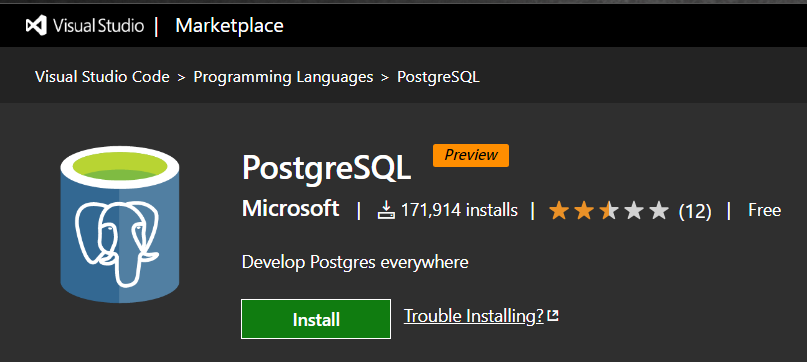 Visual Studio | Marketplace
Visual Studio Code > Programming Languages > PostgreSQL
PostgreSQL Preview
Microsoft | 171,914 installs | (12) | Free
Develop Postgres everywhere
Install Trouble Installing?